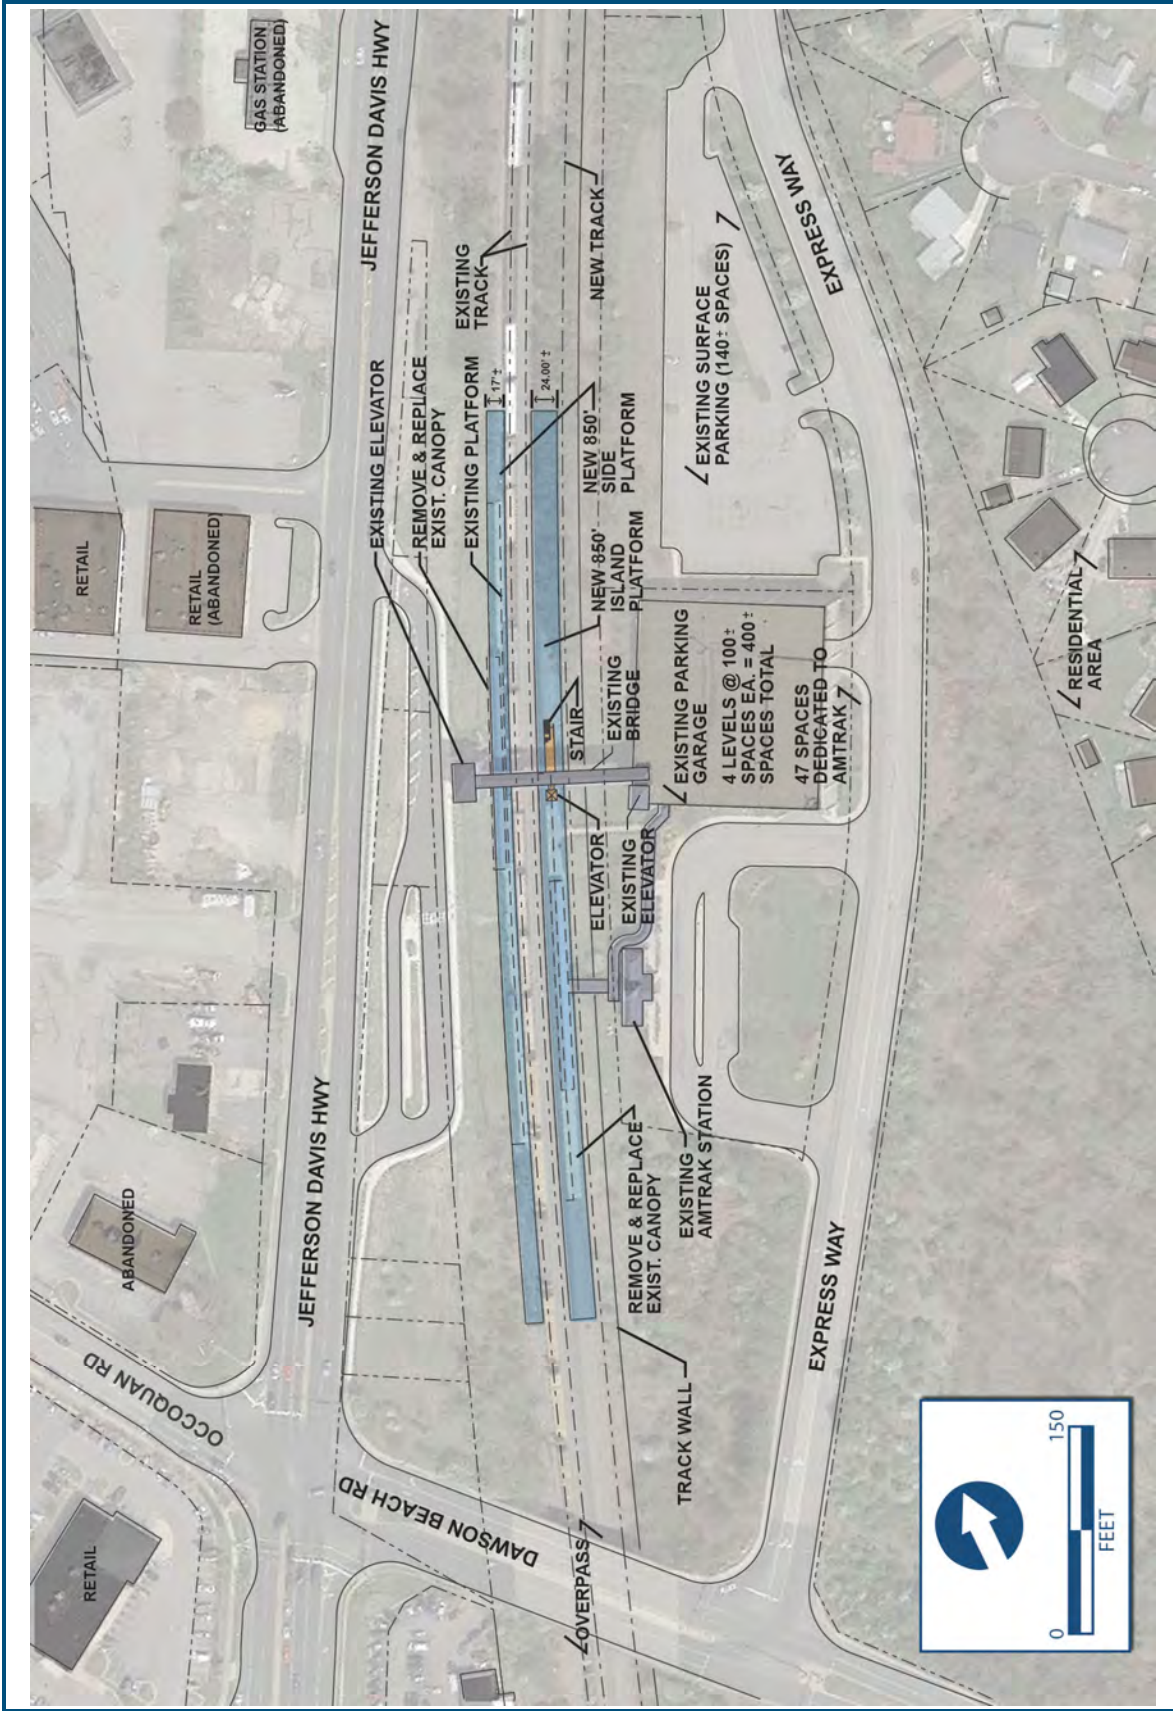 GAS STATION
(ABANDONED)
JEFFERSON DAVIS HWY
RETAIL
RETAIL
(ABANDONED)
EXISTING ELEVATOR
REMOVE & REPLACE
EXIST. CANOPY
EXISTING PLATFORM
EXISTING
TRACK
17'±
24.00'±
NEW TRACK
NEW 850'
SIDE
PLATFORM
NEW 850'
ISLAND
PLATFORM
STAIR
EXISTING
BRIDGE
ELEVATOR
EXISTING
ELEVATOR
EXISTING PARKING
GARAGE
4 LEVELS @ 100±
SPACES EA. = 400±
SPACES TOTAL
47 SPACES
DEDICATED TO
AMTRAK
EXISTING SURFACE
PARKING (140± SPACES)
EXPRESS WAY
RESIDENTIAL
AREA
ABANDONED
JEFFERSON DAVIS HWY
OCCOQUAN RD
RETAIL
DAWSON BEACH RD
OVERPASS
TRACK WALL
REMOVE & REPLACE
EXIST. CANOPY
EXISTING
AMTRAK STATION
EXPRESS WAY
0
150
FEET